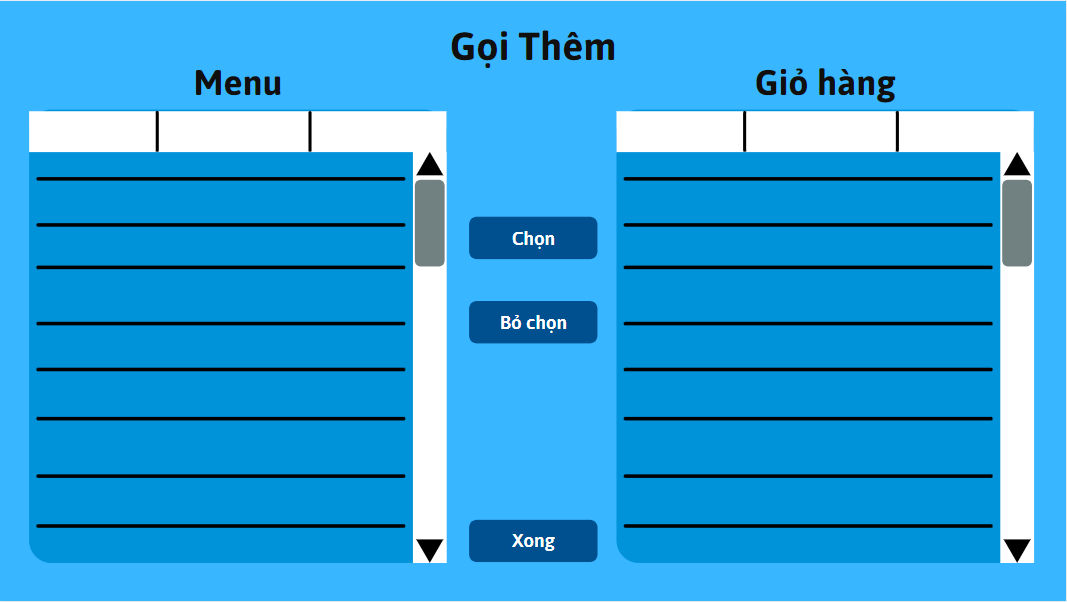 Gọi Thêm
Menu
Giỏ hàng
Chọn
Bỏ chọn
Xong